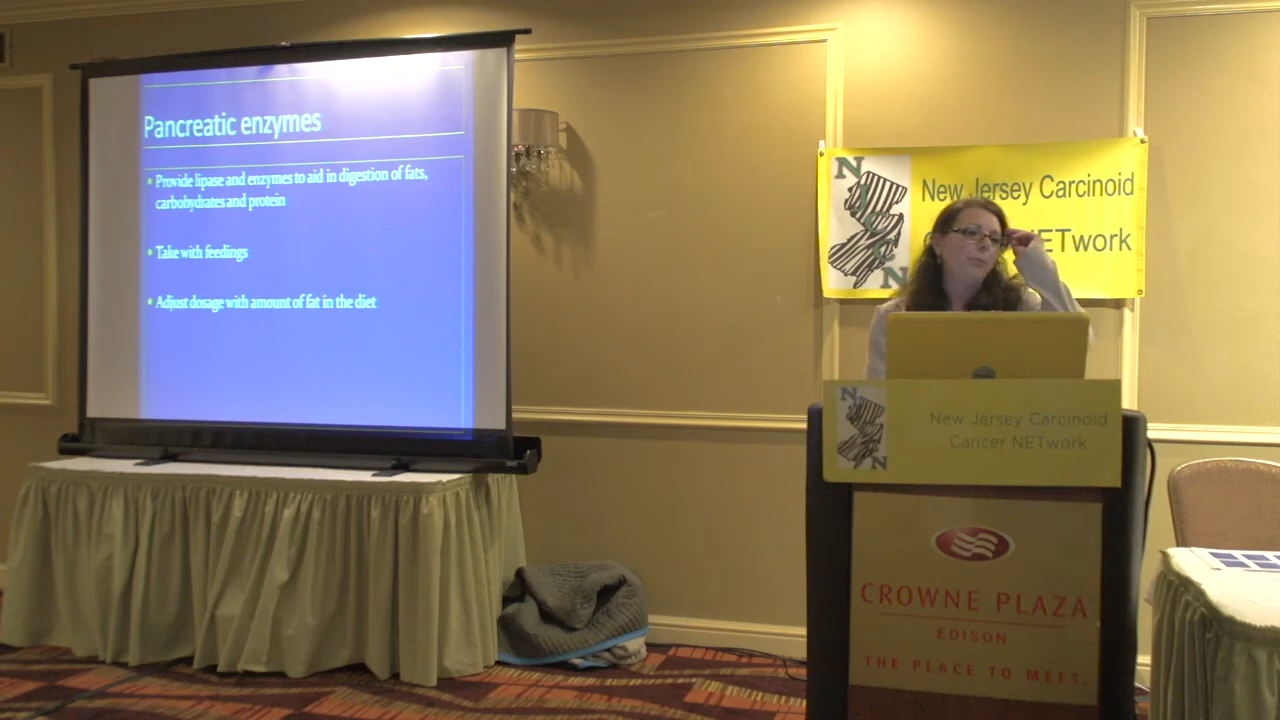 Pancreatic enzymes
Provide lipase and enzymes to aid in digestion of fats,
carbohydrates and protein
Take with feedings
Adjust dosage with amount of fat in the diet
NJCCN
New Jersey Carcinoid
NETwork
N
N
New Jersey Carcinoid
Cancer NETwork
CROWNE PLAZA
EDISON
THE PLACE TO MEET.